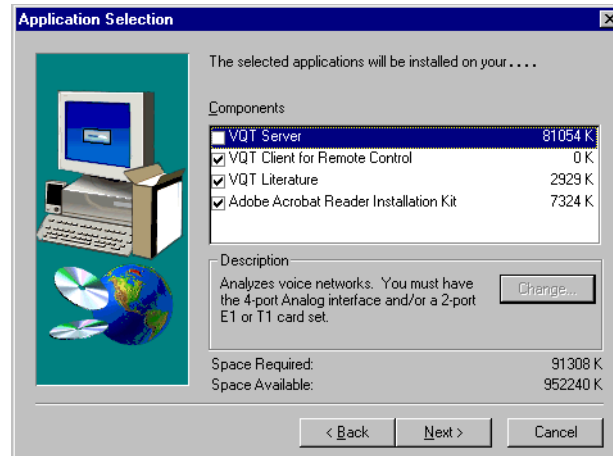 Application Selection
The selected applications will be installed on your....
Components
VQT Server 81054 K
VQT Client for Remote Control 0 K
VQT Literature 2929 K
Adobe Acrobat Reader Installation Kit 7324 K
Description
Analyzes voice networks. You must have
the 4-port Analog interface and/or a 2-port
E1 or T1 card set.
Change...
Space Required: 91308 K
Space Available: 952240 K
< Back Next > Cancel